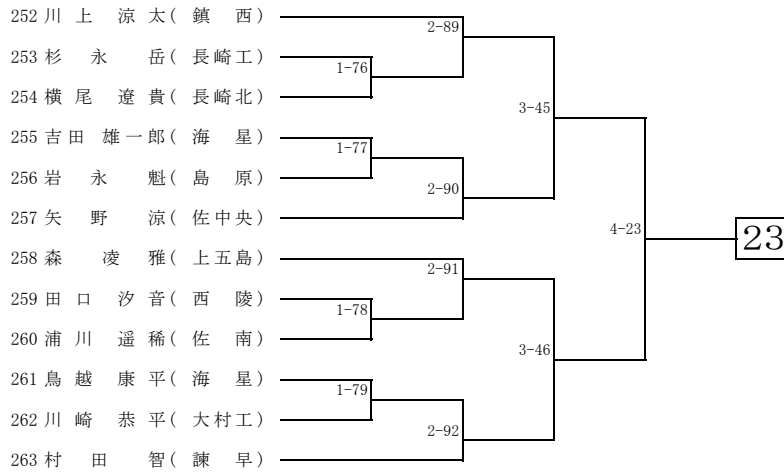 252 川上 涼太( 鎮 西 )
2-89
253 杉 永 岳( 長崎工 )
1-76
254 横尾 遼貴( 長崎北 )
3-45
255 吉田 雄一郎( 海 星 )
1-77
256 岩 永 魁( 島 原 )
2-90
257 矢 野 涼( 佐中央 )
4-23
23
258 森 凌雅( 上五島 )
2-91
259 田口 汐音( 西 陵 )
1-78
260 浦川 遥稀( 佐 南 )
3-46
261 鳥越 康平( 海 星 )
1-79
262 川崎 恭平( 大村工 )
2-92
263 村 田 智( 諫 早 )